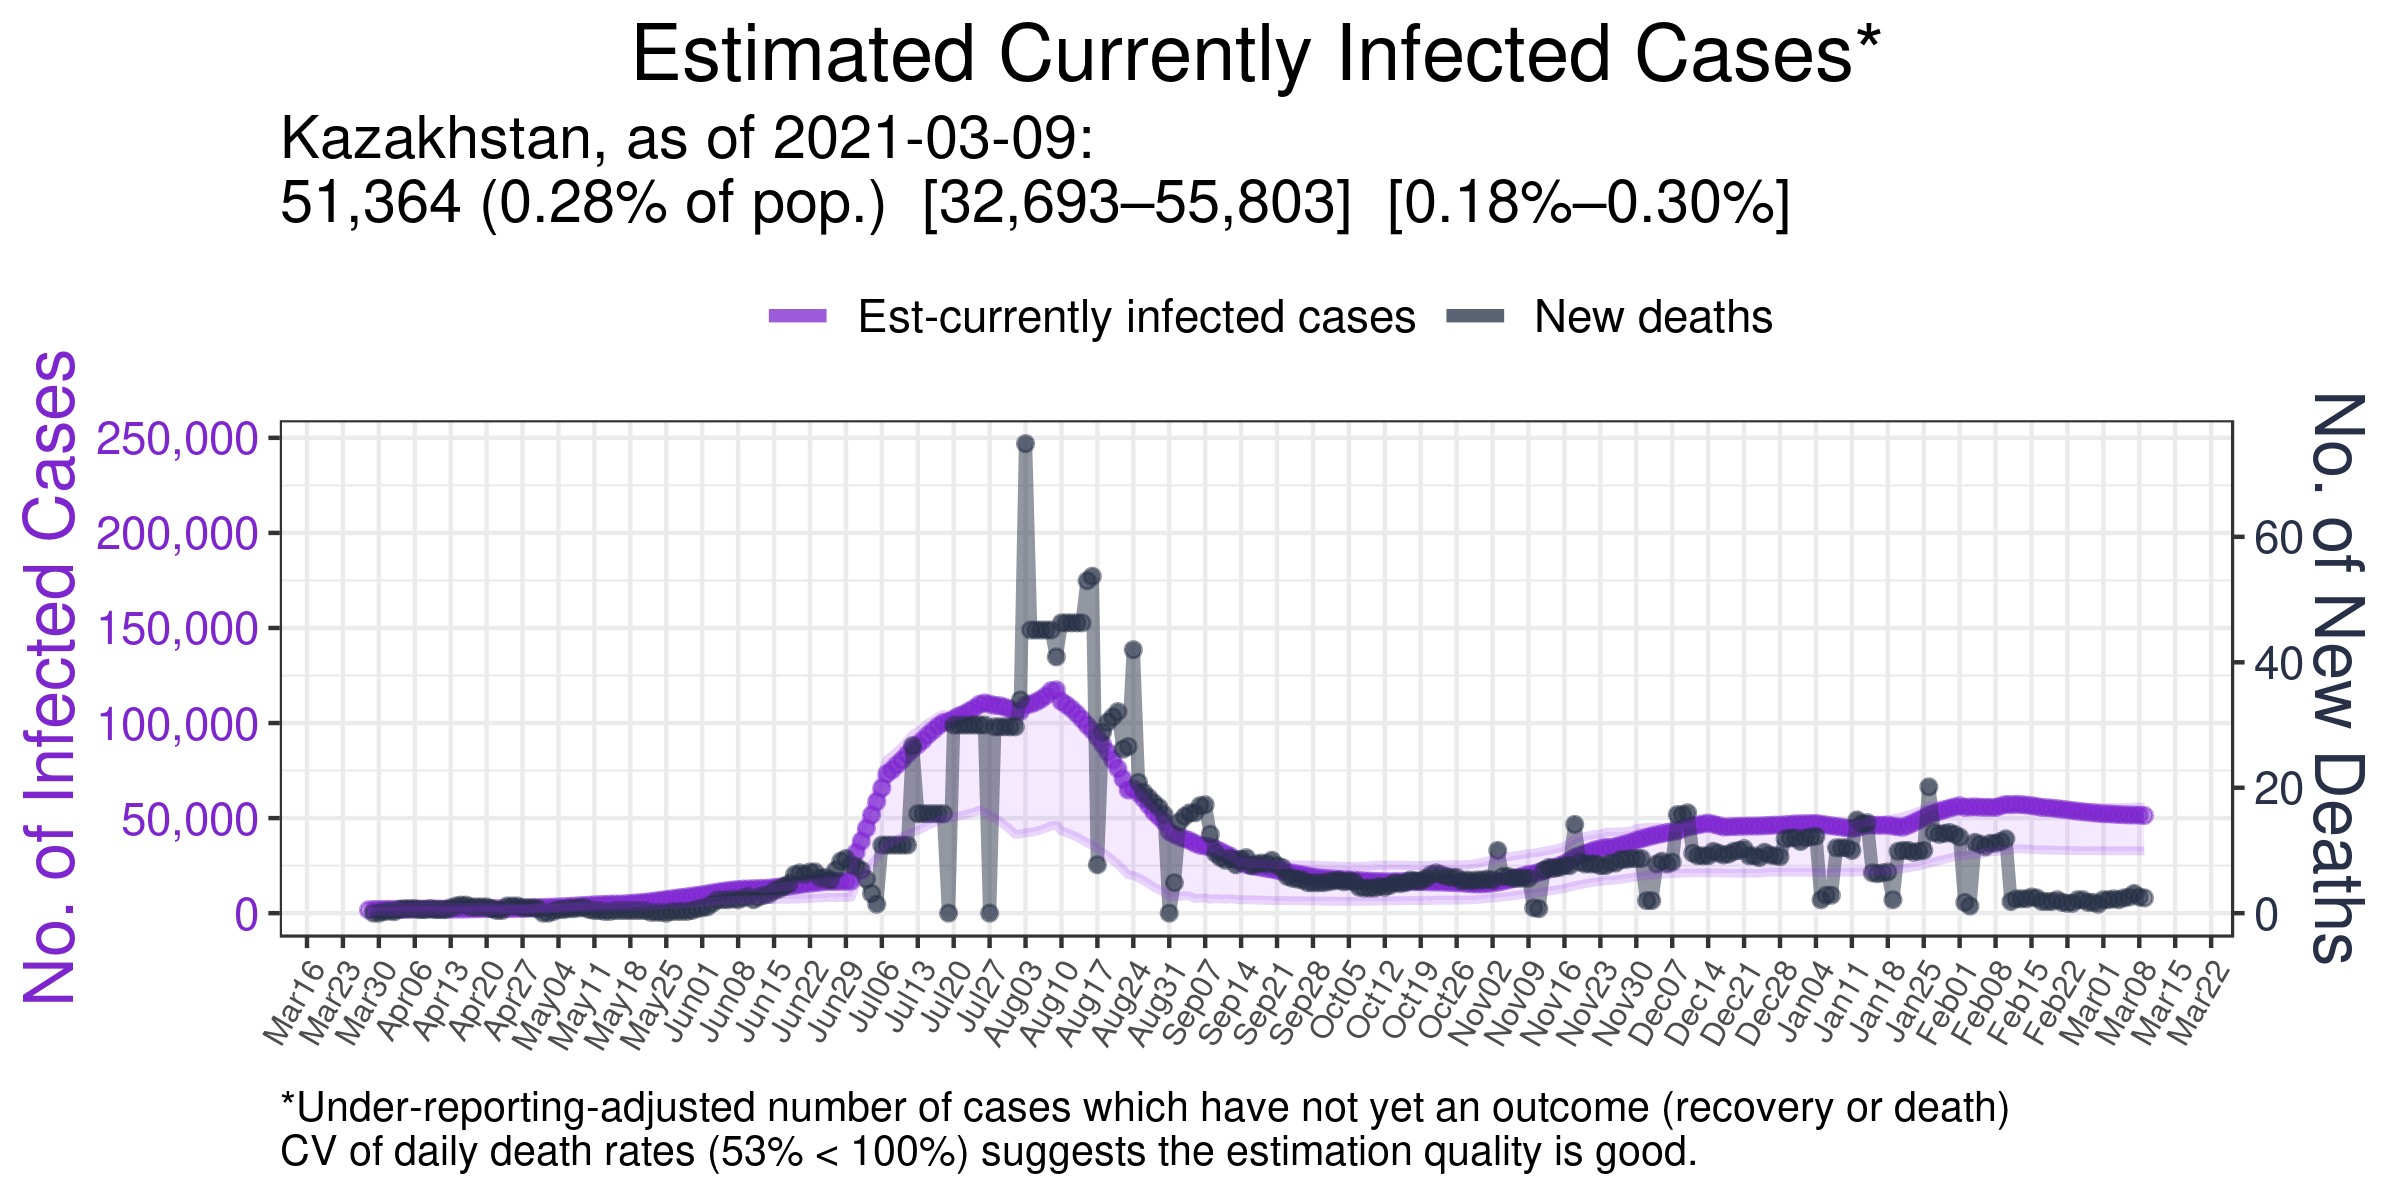 Estimated Currently Infected Cases*
Kazakhstan, as of 2021-03-09:
51,364 (0.28% of pop.)  [32,693–55,803]  [0.18%–0.30%]
Est-currently infected cases
New deaths
No. of Infected Cases
250,000
200,000
150,000
100,000
50,000
0
60
40
20
0
No. of New Deaths
Mar16
Mar23
Mar30
Apr06
Apr13
Apr20
Apr27
May04
May11
May18
May25
Jun01
Jun08
Jun15
Jun22
Jun29
Jul06
Jul13
Jul20
Jul27
Aug03
Aug10
Aug17
Aug24
Aug31
Sep07
Sep14
Sep21
Sep28
Oct05
Oct12
Oct19
Oct26
Nov02
Nov09
Nov16
Nov23
Nov30
Dec07
Dec14
Dec21
Dec28
Jan04
Jan11
Jan18
Jan25
Feb01
Feb08
Feb15
Feb22
Mar01
Mar08
Mar15
Mar22
*Under-reporting-adjusted number of cases which have not yet an outcome (recovery or death)
CV of daily death rates (53% < 100%) suggests the estimation quality is good.